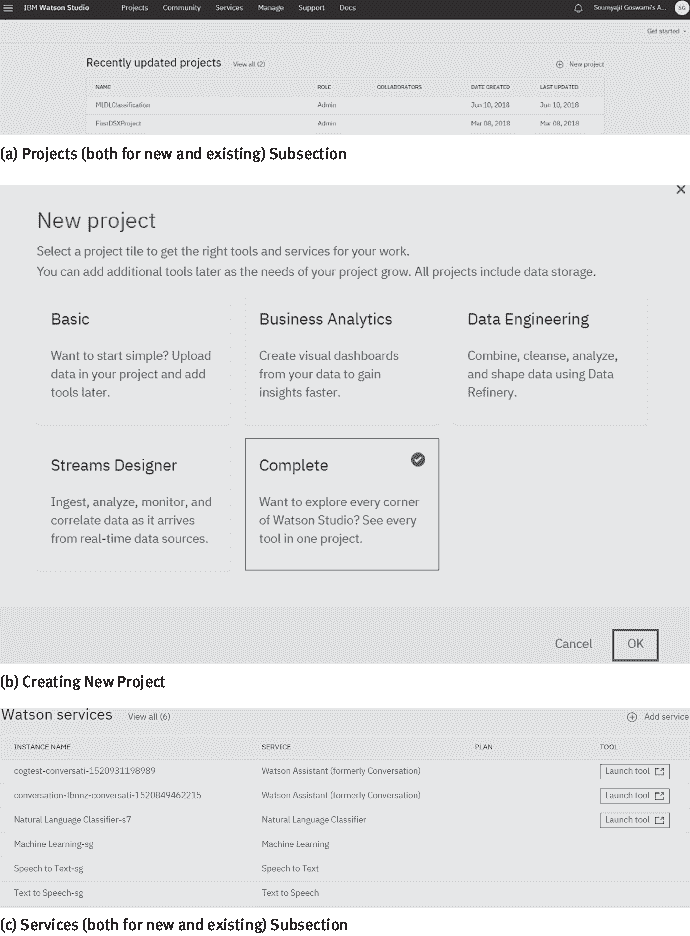 IBM Watson Studio Projects Community Services Manage Support Docs Soumyajit Goswami's A... SG
Get started
Recently updated projects View all (2) New project
NAME ROLE COLLABORATORS DATE CREATED LAST UPDATED
MLDLClassification Admin Jun 10, 2018 Jun 10, 2018
FirstDSXProject Admin Mar 08, 2018 Mar 08, 2018
(a) Projects (both for new and existing) Subsection
New project
Select a project tile to get the right tools and services for your work.
You can add additional tools later as the needs of your project grow. All projects include data storage.
Basic
Want to start simple? Upload
data in your project and add
tools later.
Business Analytics
Create visual dashboards
from your data to gain
insights faster.
Data Engineering
Combine, cleanse, analyze,
and shape data using Data
Refinery.
Streams Designer
Ingest, analyze, monitor, and
correlate data as it arrives
from real-time data sources.
Complete
Want to explore every corner
of Watson Studio? See every
tool in one project.
Cancel OK
(b) Creating New Project
Watson services View all (6) Add service
INSTANCE NAME SERVICE PLAN TOOL
cogtest-conversati-1520931198989 Watson Assistant (formerly Conversation) Launch tool
conversation-fbnnz-conversati-1520849462215 Watson Assistant (formerly Conversation) Launch tool
Natural Language Classifier-s7 Natural Language Classifier Launch tool
Machine Learning-sg Machine Learning
Speech to Text-sg Speech to Text
Text to Speech-sg Text to Speech
(c) Services (both for new and existing) Subsection